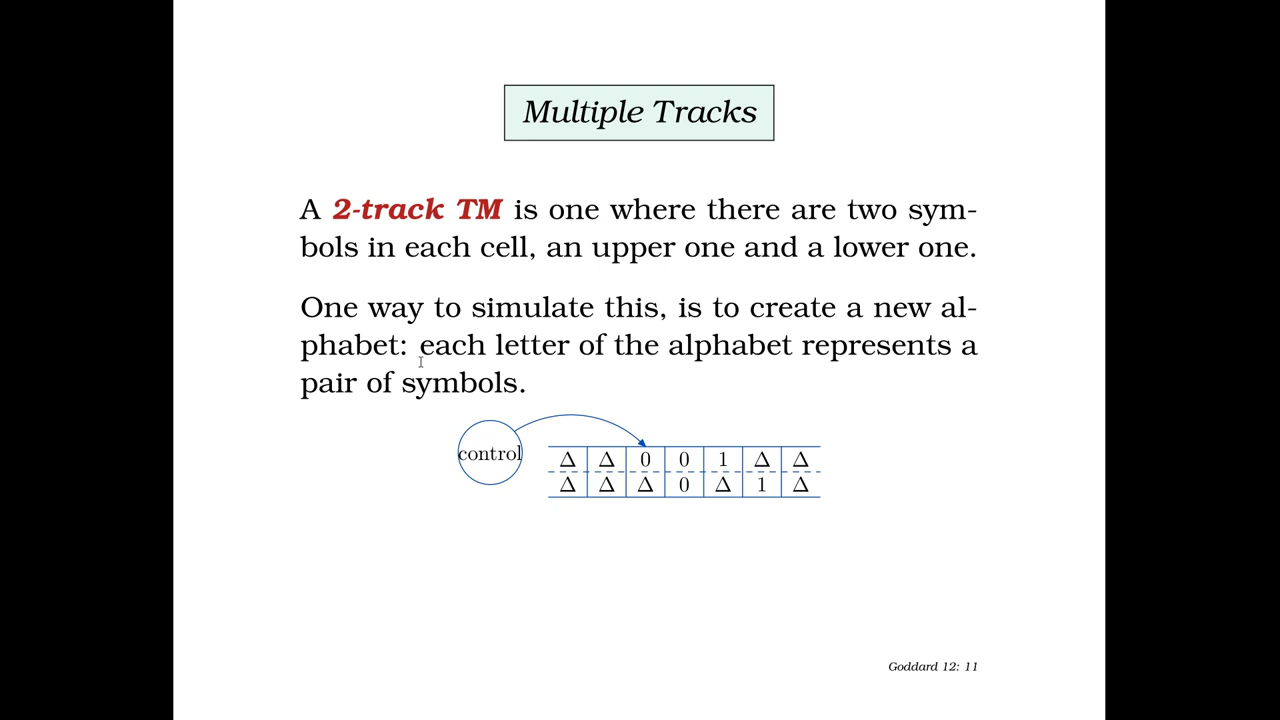 Multiple Tracks
A 2-track TM is one where there are two sym-
bols in each cell, an upper one and a lower one.
One way to simulate this, is to create a new al-
phabet: each letter of the alphabet represents a
pair of symbols.
control
Δ Δ 0 0 1 Δ Δ
Δ Δ Δ 0 Δ 1 Δ
Goddard 12: 11